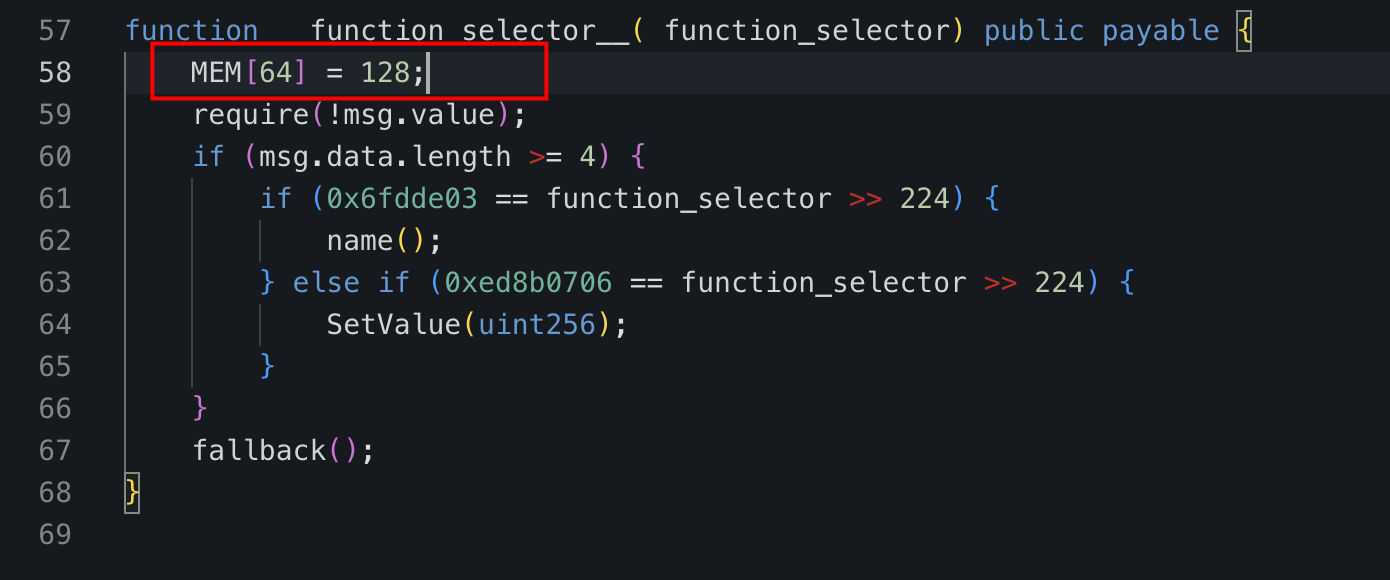 57 function   function selector__( function_selector) public payable {
58     MEM[64] = 128;
59     require(!msg.value);
60     if (msg.data.length >= 4) {
61         if (0x6fdde03 == function_selector >> 224) {
62             name();
63         } else if (0xed8b0706 == function_selector >> 224) {
64             SetValue(uint256);
65         }
66     }
67     fallback();
68 }
69